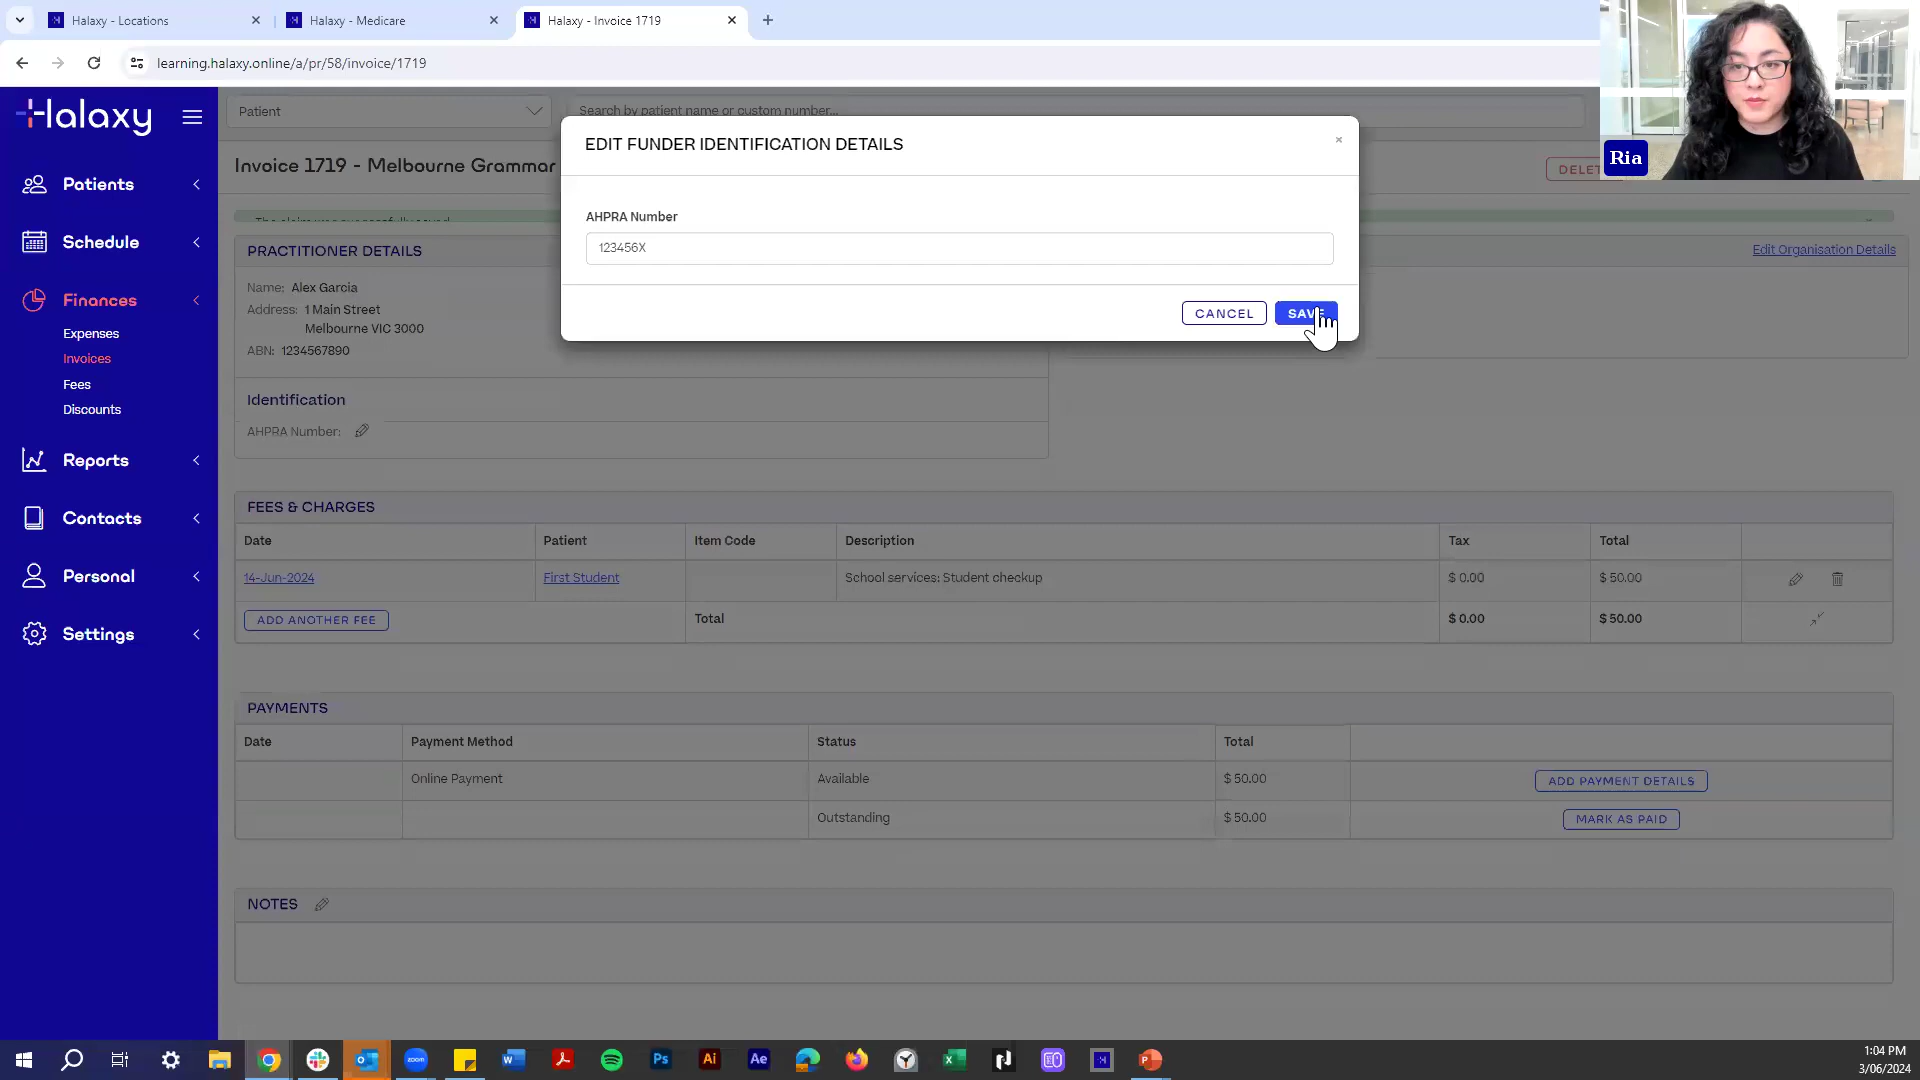 Halaxy - Locations
Halaxy - Medicare
Halaxy - Invoice 1719
learning.halaxy.online/a/pr/58/invoice/1719
Halaxy
Patient
Search by patient name or custom number...
Ria
Patients
Schedule
Finances
Expenses
Invoices
Fees
Discounts
Reports
Contacts
Personal
Settings
Invoice 1719 - Melbourne Grammar
EDIT FUNDER IDENTIFICATION DETAILS
AHPRA Number
123456X
CANCEL
SAVE
The claim was successfully saved
PRACTITIONER DETAILS
Edit Organisation Details
Name: Alex Garcia
Address: 1 Main Street
Melbourne VIC 3000
ABN: 1234567890
Identification
AHPRA Number:
FEES & CHARGES
Date Patient Item Code Description Tax Total
14-Jun-2024 First Student School services: Student checkup $ 0.00 $ 50.00
ADD ANOTHER FEE Total $ 0.00 $ 50.00
PAYMENTS
Date Payment Method Status Total
Online Payment Available $ 50.00 ADD PAYMENT DETAILS
Outstanding $ 50.00 MARK AS PAID
NOTES
1:04 PM
3/06/2024